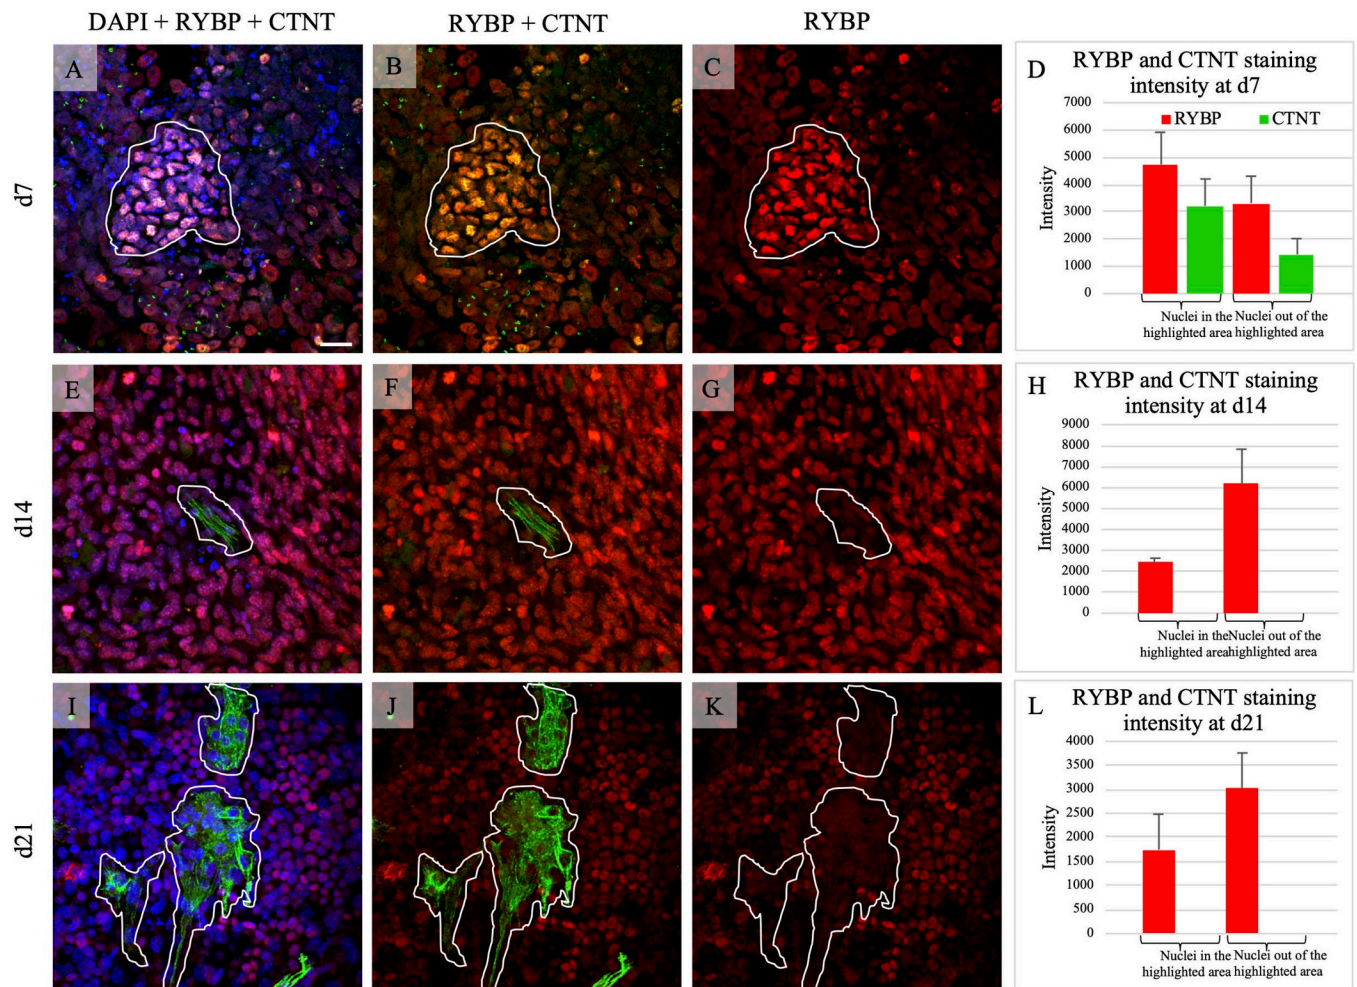 DAPI + RYBP + CTNT
RYBP + CTNT
RYBP
d7
A
B
C
D
RYBP and CTNT staining
intensity at d7
7000
6000
5000
4000
3000
2000
1000
0
Intensity
RYBP
CTNT
Nuclei in the
highlighted area
Nuclei out of the
highlighted area
d14
E
F
G
H
RYBP and CTNT staining
intensity at d14
9000
8000
7000
6000
5000
4000
3000
2000
1000
0
Intensity
Nuclei in the
highlighted area
Nuclei out of the
highlighted area
d21
I
J
K
L
RYBP and CTNT staining
intensity at d21
4000
3500
3000
2500
2000
1500
1000
500
0
Intensity
Nuclei in the
highlighted area
Nuclei out of the
highlighted area